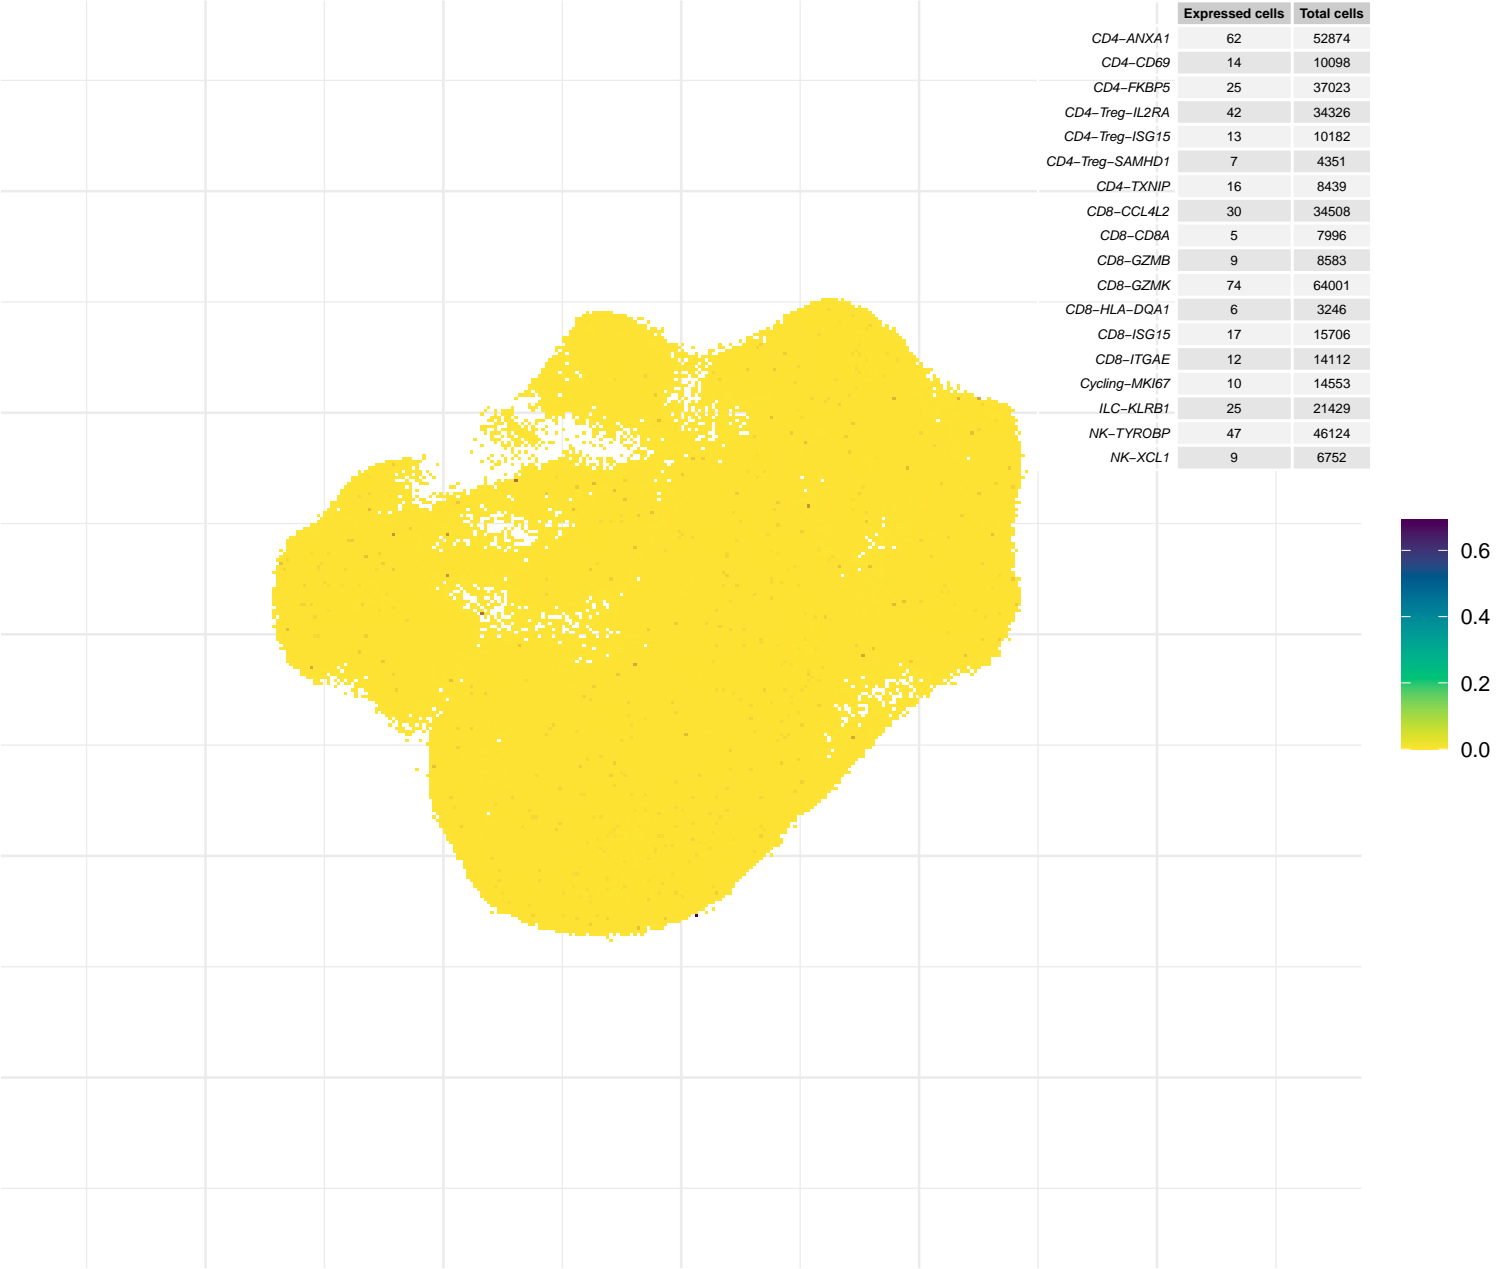 Expressed cells Total cells
CD4−ANXA1 62 52874
CD4−CD69 14 10098
CD4−FKBP5 25 37023
CD4−Treg−IL2RA 42 34326
CD4−Treg−ISG15 13 10182
CD4−Treg−SAMHD1 7 4351
CD4−TXNIP 16 8439
CD8−CCL4L2 30 34508
CD8−CD8A 5 7996
CD8−GZMB 9 8583
CD8−GZMK 74 64001
CD8−HLA−DQA1 6 3246
CD8−ISG15 17 15706
CD8−ITGAE 12 14112
Cycling−MKI67 10 14553
ILC−KLRB1 25 21429
NK−TYROBP 47 46124
NK−XCL1 9 6752
0.6
0.4
0.2
0.0